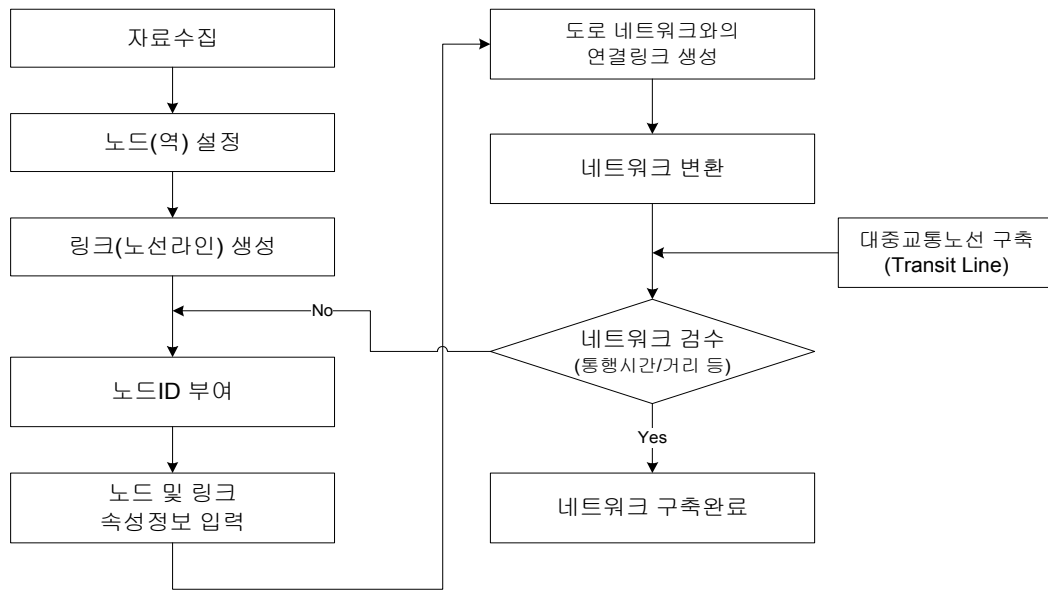 자료수집
노드(역) 설정
링크(노선라인) 생성
노드ID 부여
노드 및 링크
속성정보 입력
도로 네트워크와의
연결링크 생성
네트워크 변환
대중교통노선 구축
(Transit Line)
네트워크 검수
(통행시간/거리 등)
No
Yes
네트워크 구축완료